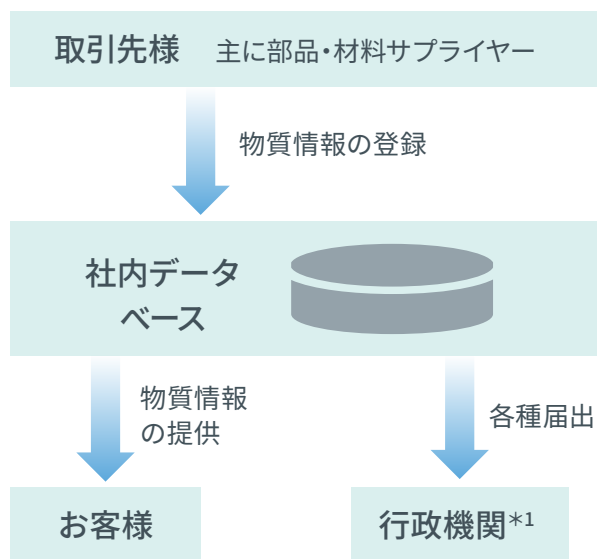 取引先様 主に部品・材料サプライヤー
物質情報の登録
社内データ
ベース
物質情報
の提供
各種届出
お客様
行政機関*1